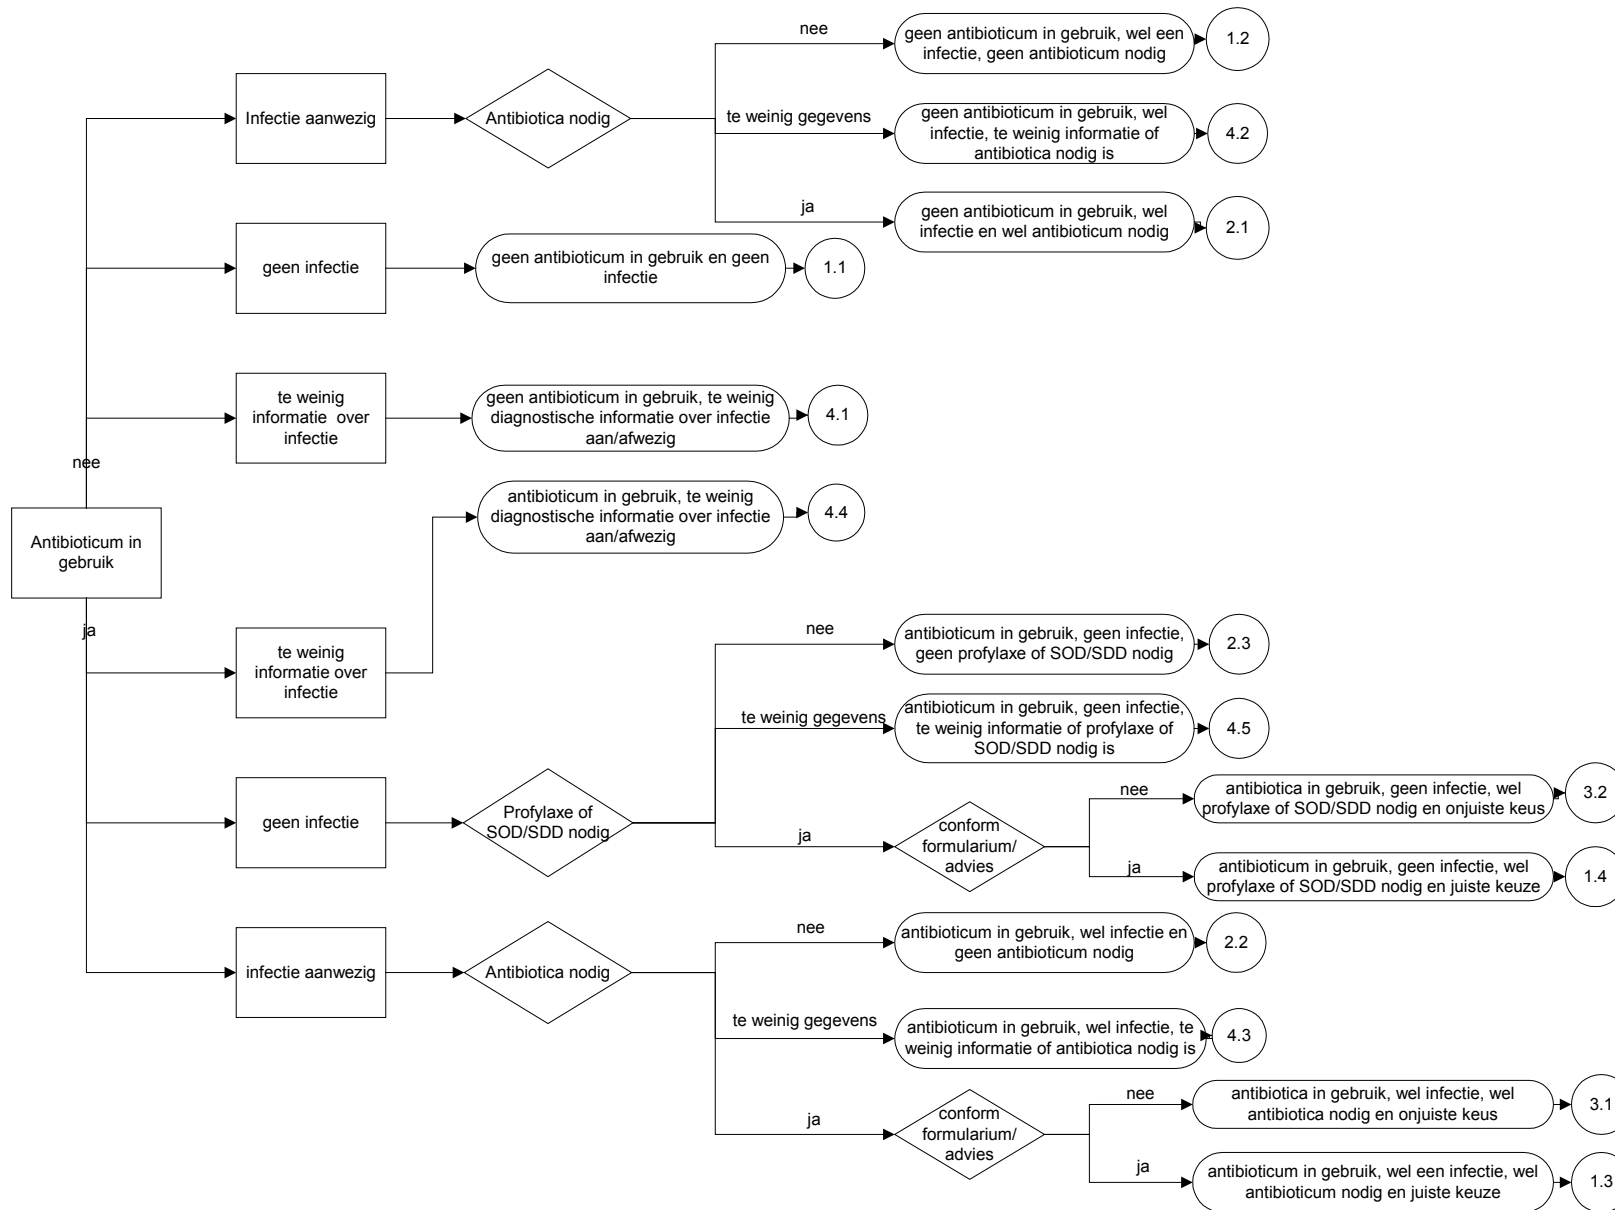 nee
geen antibioticum in gebruik, wel een
infectie, geen antibioticum nodig
1.2
Infectie aanwezig
Antibiotica nodig
te weinig gegevens
geen antibioticum in gebruik, wel
infectie, te weinig informatie of
antibiotica nodig is
4.2
ja
geen antibioticum in gebruik, wel
infectie en wel antibioticum nodig
2.1
geen infectie
geen antibioticum in gebruik en geen
infectie
1.1
te weinig
informatie over
infectie
geen antibioticum in gebruik, te weinig
diagnostische informatie over infectie
aan/afwezig
4.1
nee
Antibioticum in
gebruik
ja
antibioticum in gebruik, te weinig
diagnostische informatie over infectie
aan/afwezig
4.4
te weinig
informatie over
infectie
nee
antibioticum in gebruik, geen infectie,
geen profylaxe of SOD/SDD nodig
2.3
te weinig gegevens
antibioticum in gebruik, geen infectie,
te weinig informatie of profylaxe of
SOD/SDD nodig is
4.5
geen infectie
Profylaxe of
SOD/SDD nodig
ja
conform
formularium/
advies
nee
antibiotica in gebruik, geen infectie, wel
profylaxe of SOD/SDD nodig en onjuiste keus
3.2
ja
antibioticum in gebruik, geen infectie, wel
profylaxe of SOD/SDD nodig en juiste keuze
1.4
nee
antibioticum in gebruik, wel infectie en
geen antibioticum nodig
2.2
infectie aanwezig
Antibiotica nodig
te weinig gegevens
antibioticum in gebruik, wel infectie, te
weinig informatie of antibiotica nodig is
4.3
ja
conform
formularium/
advies
nee
antibiotica in gebruik, wel infectie, wel
antibiotica nodig en onjuiste keus
3.1
ja
antibioticum in gebruik, wel een infectie, wel
antibioticum nodig en juiste keuze
1.3